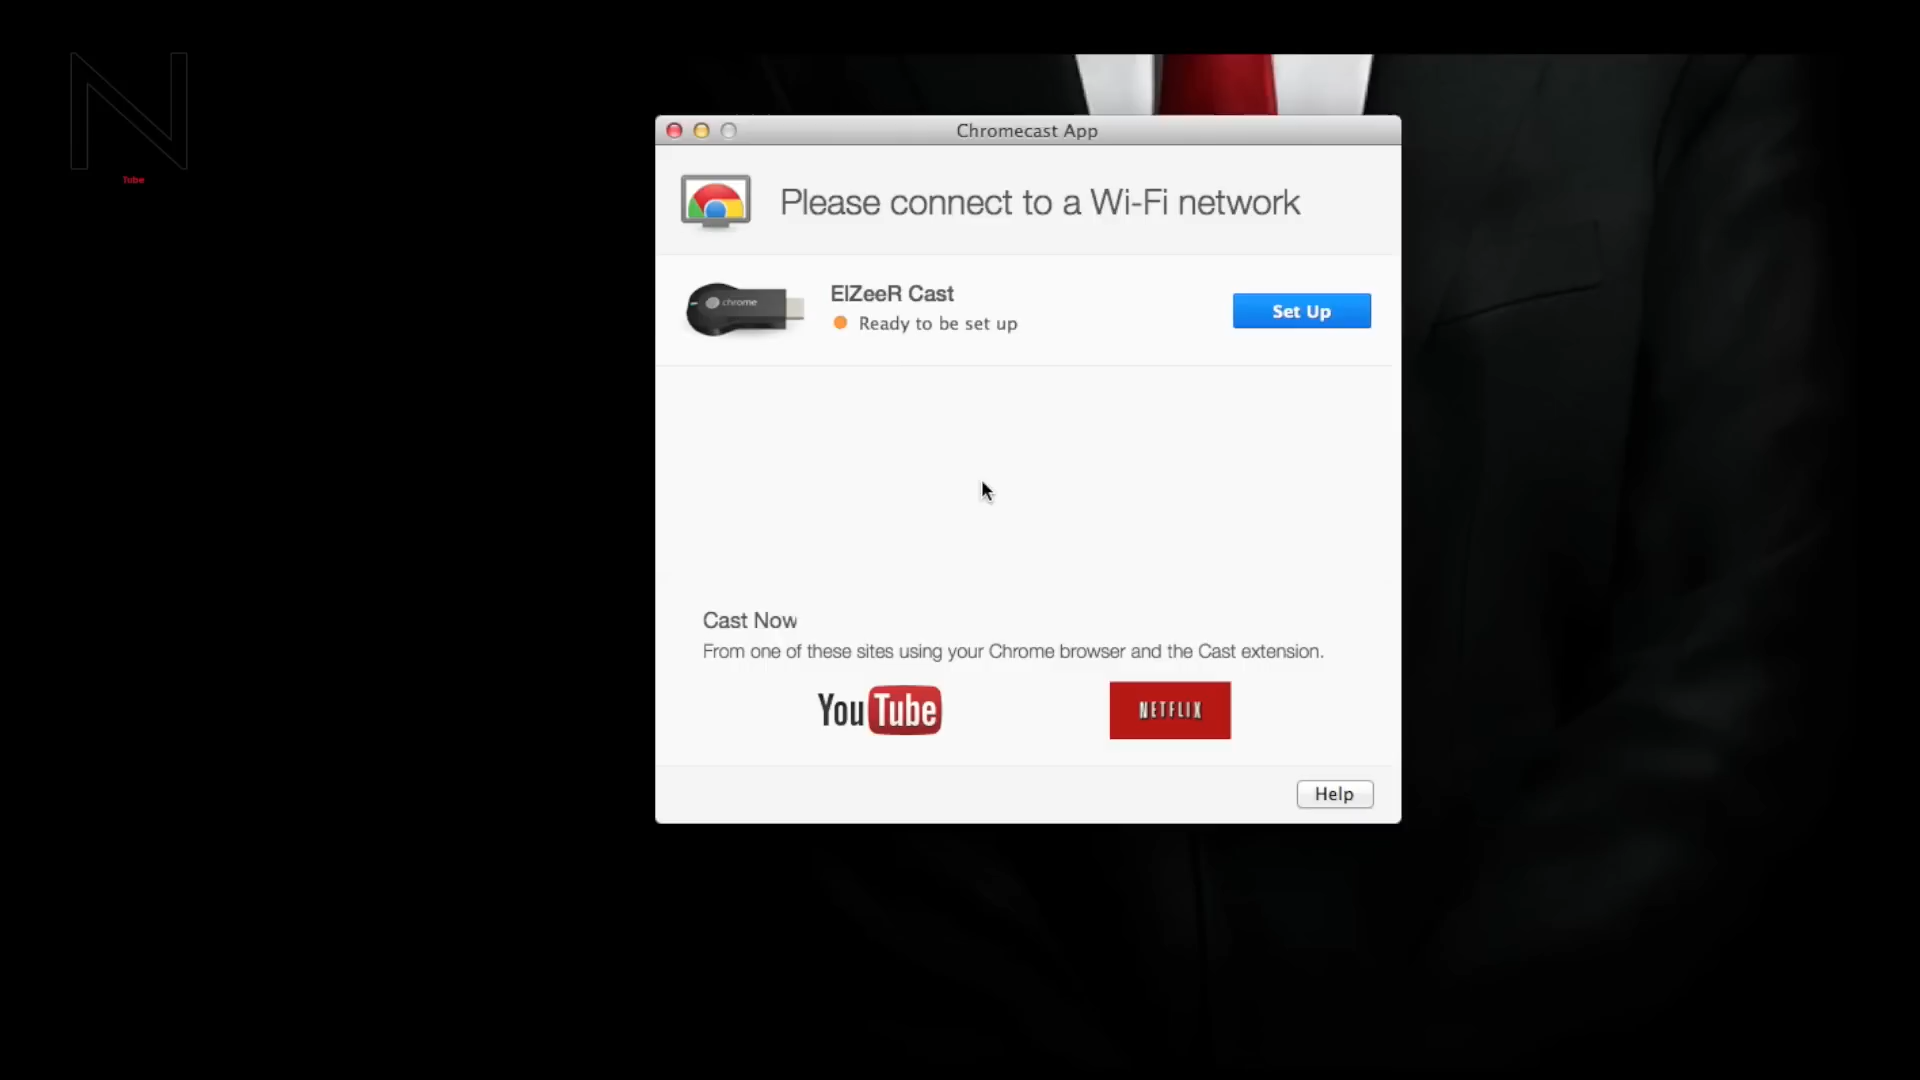 N
Tube
Chromecast App
Please connect to a Wi-Fi network
chrome
ElZeeR Cast
Ready to be set up
Set Up
Cast Now
From one of these sites using your Chrome browser and the Cast extension.
YouTube
NETFLIX
Help